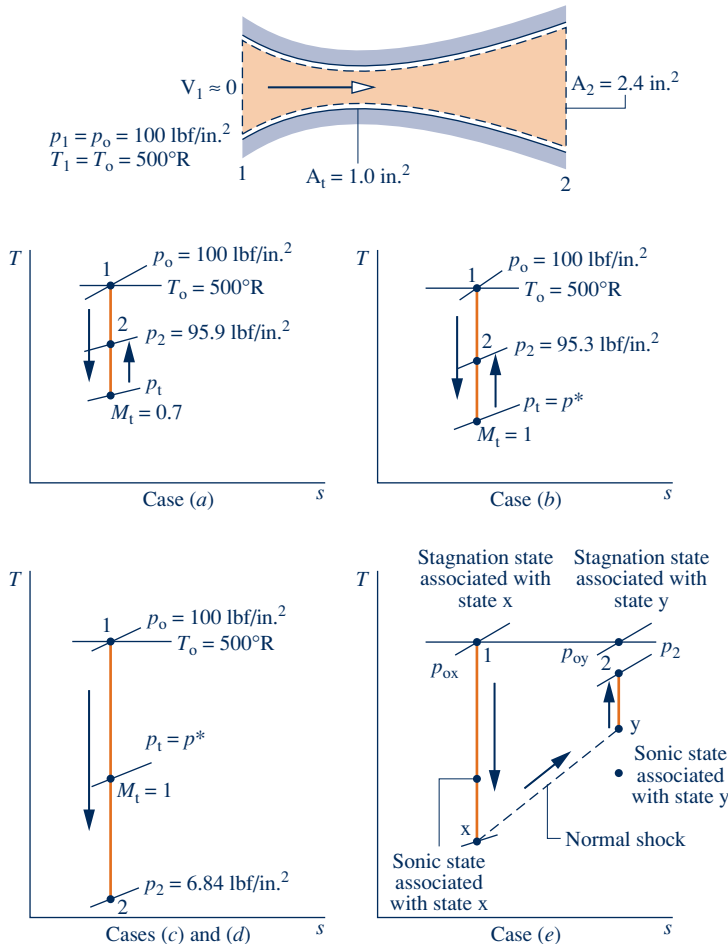 V₁ ≈ 0
A₂ = 2.4 in.²
p₁ = pₒ = 100 lbf/in.²
T₁ = Tₒ = 500°R
1
Aₜ = 1.0 in.²
2
T
1
pₒ = 100 lbf/in.²
Tₒ = 500°R
2
p₂ = 95.9 lbf/in.²
pₜ
Mₜ = 0.7
Case (a)
s
T
1
pₒ = 100 lbf/in.²
Tₒ = 500°R
2
p₂ = 95.3 lbf/in.²
pₜ = p*
Mₜ = 1
Case (b)
s
T
1
pₒ = 100 lbf/in.²
Tₒ = 500°R
pₜ = p*
Mₜ = 1
p₂ = 6.84 lbf/in.²
2
Cases (c) and (d)
s
T
Stagnation state
associated with
state x
Stagnation state
associated with
state y
pₒₓ
1
pₒy
2
p₂
y
Sonic state
associated
with state y
x
Normal shock
Sonic state
associated
with state x
Case (e)
s